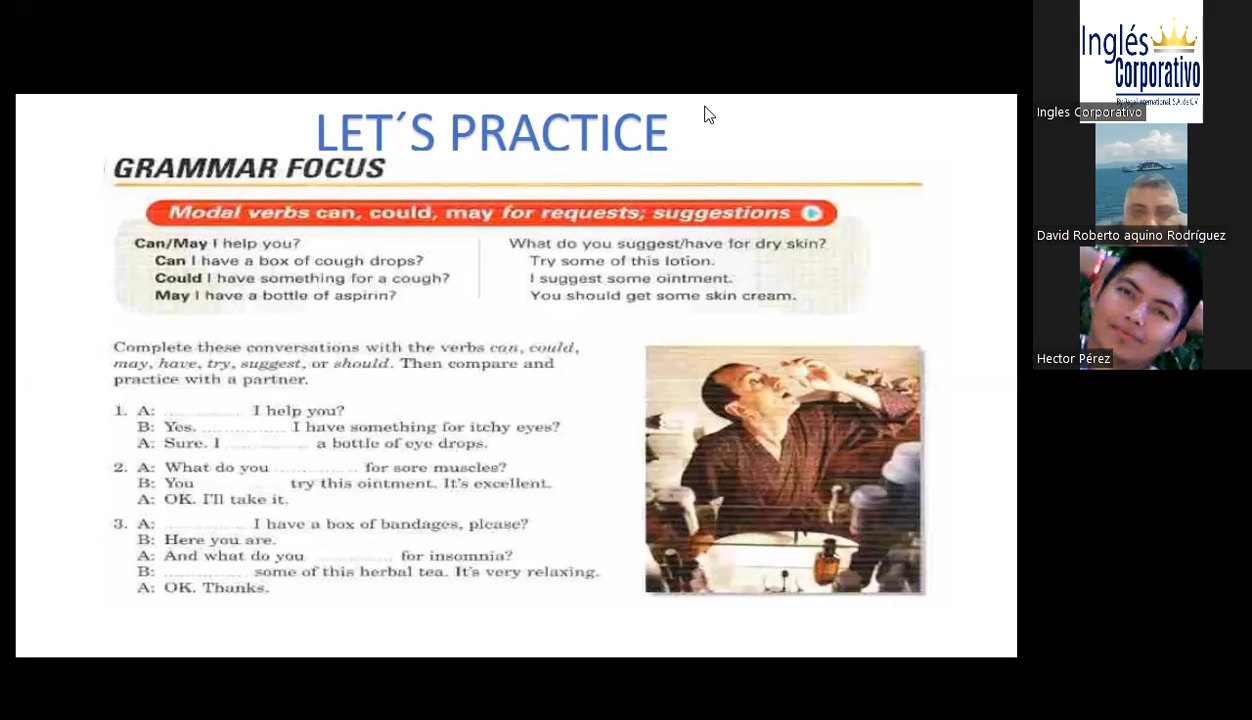 LET´S PRACTICE
GRAMMAR FOCUS
Modal verbs can, could, may for requests; suggestions
Can/May I help you?
Can I have a box of cough drops?
Could I have something for a cough?
May I have a bottle of aspirin?
What do you suggest/have for dry skin?
Try some of this lotion.
I suggest some ointment.
You should get some skin cream.
Complete these conversations with the verbs can, could,
may, have, try, suggest, or should. Then compare and
practice with a partner.
1. A: ............ I help you?
B: Yes. ............ I have something for itchy eyes?
A: Sure. I ............ a bottle of eye drops.
2. A: What do you ............ for sore muscles?
B: You ............ try this ointment. It's excellent.
A: OK. I'll take it.
3. A: ............ I have a box of bandages, please?
B: Here you are.
A: And what do you ............ for insomnia?
B: ............ some of this herbal tea. It's very relaxing.
A: OK. Thanks.
Inglés
Corporativo
Ingles Corporativo
David Roberto aquino Rodríguez
Hector Pérez